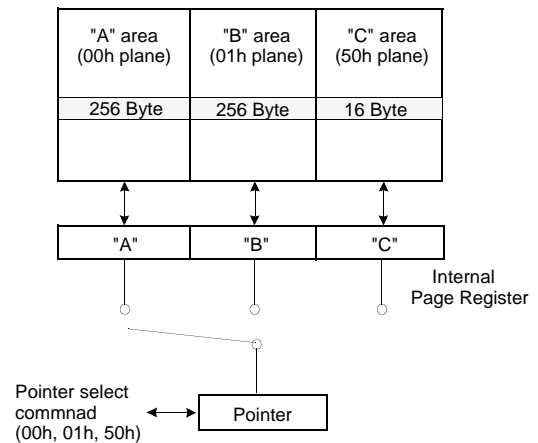 "A" area
(00h plane)
"B" area
(01h plane)
"C" area
(50h plane)
256 Byte
256 Byte
16 Byte
"A"
"B"
"C"
Internal
Page Register
Pointer select
commnad
(00h, 01h, 50h)
Pointer